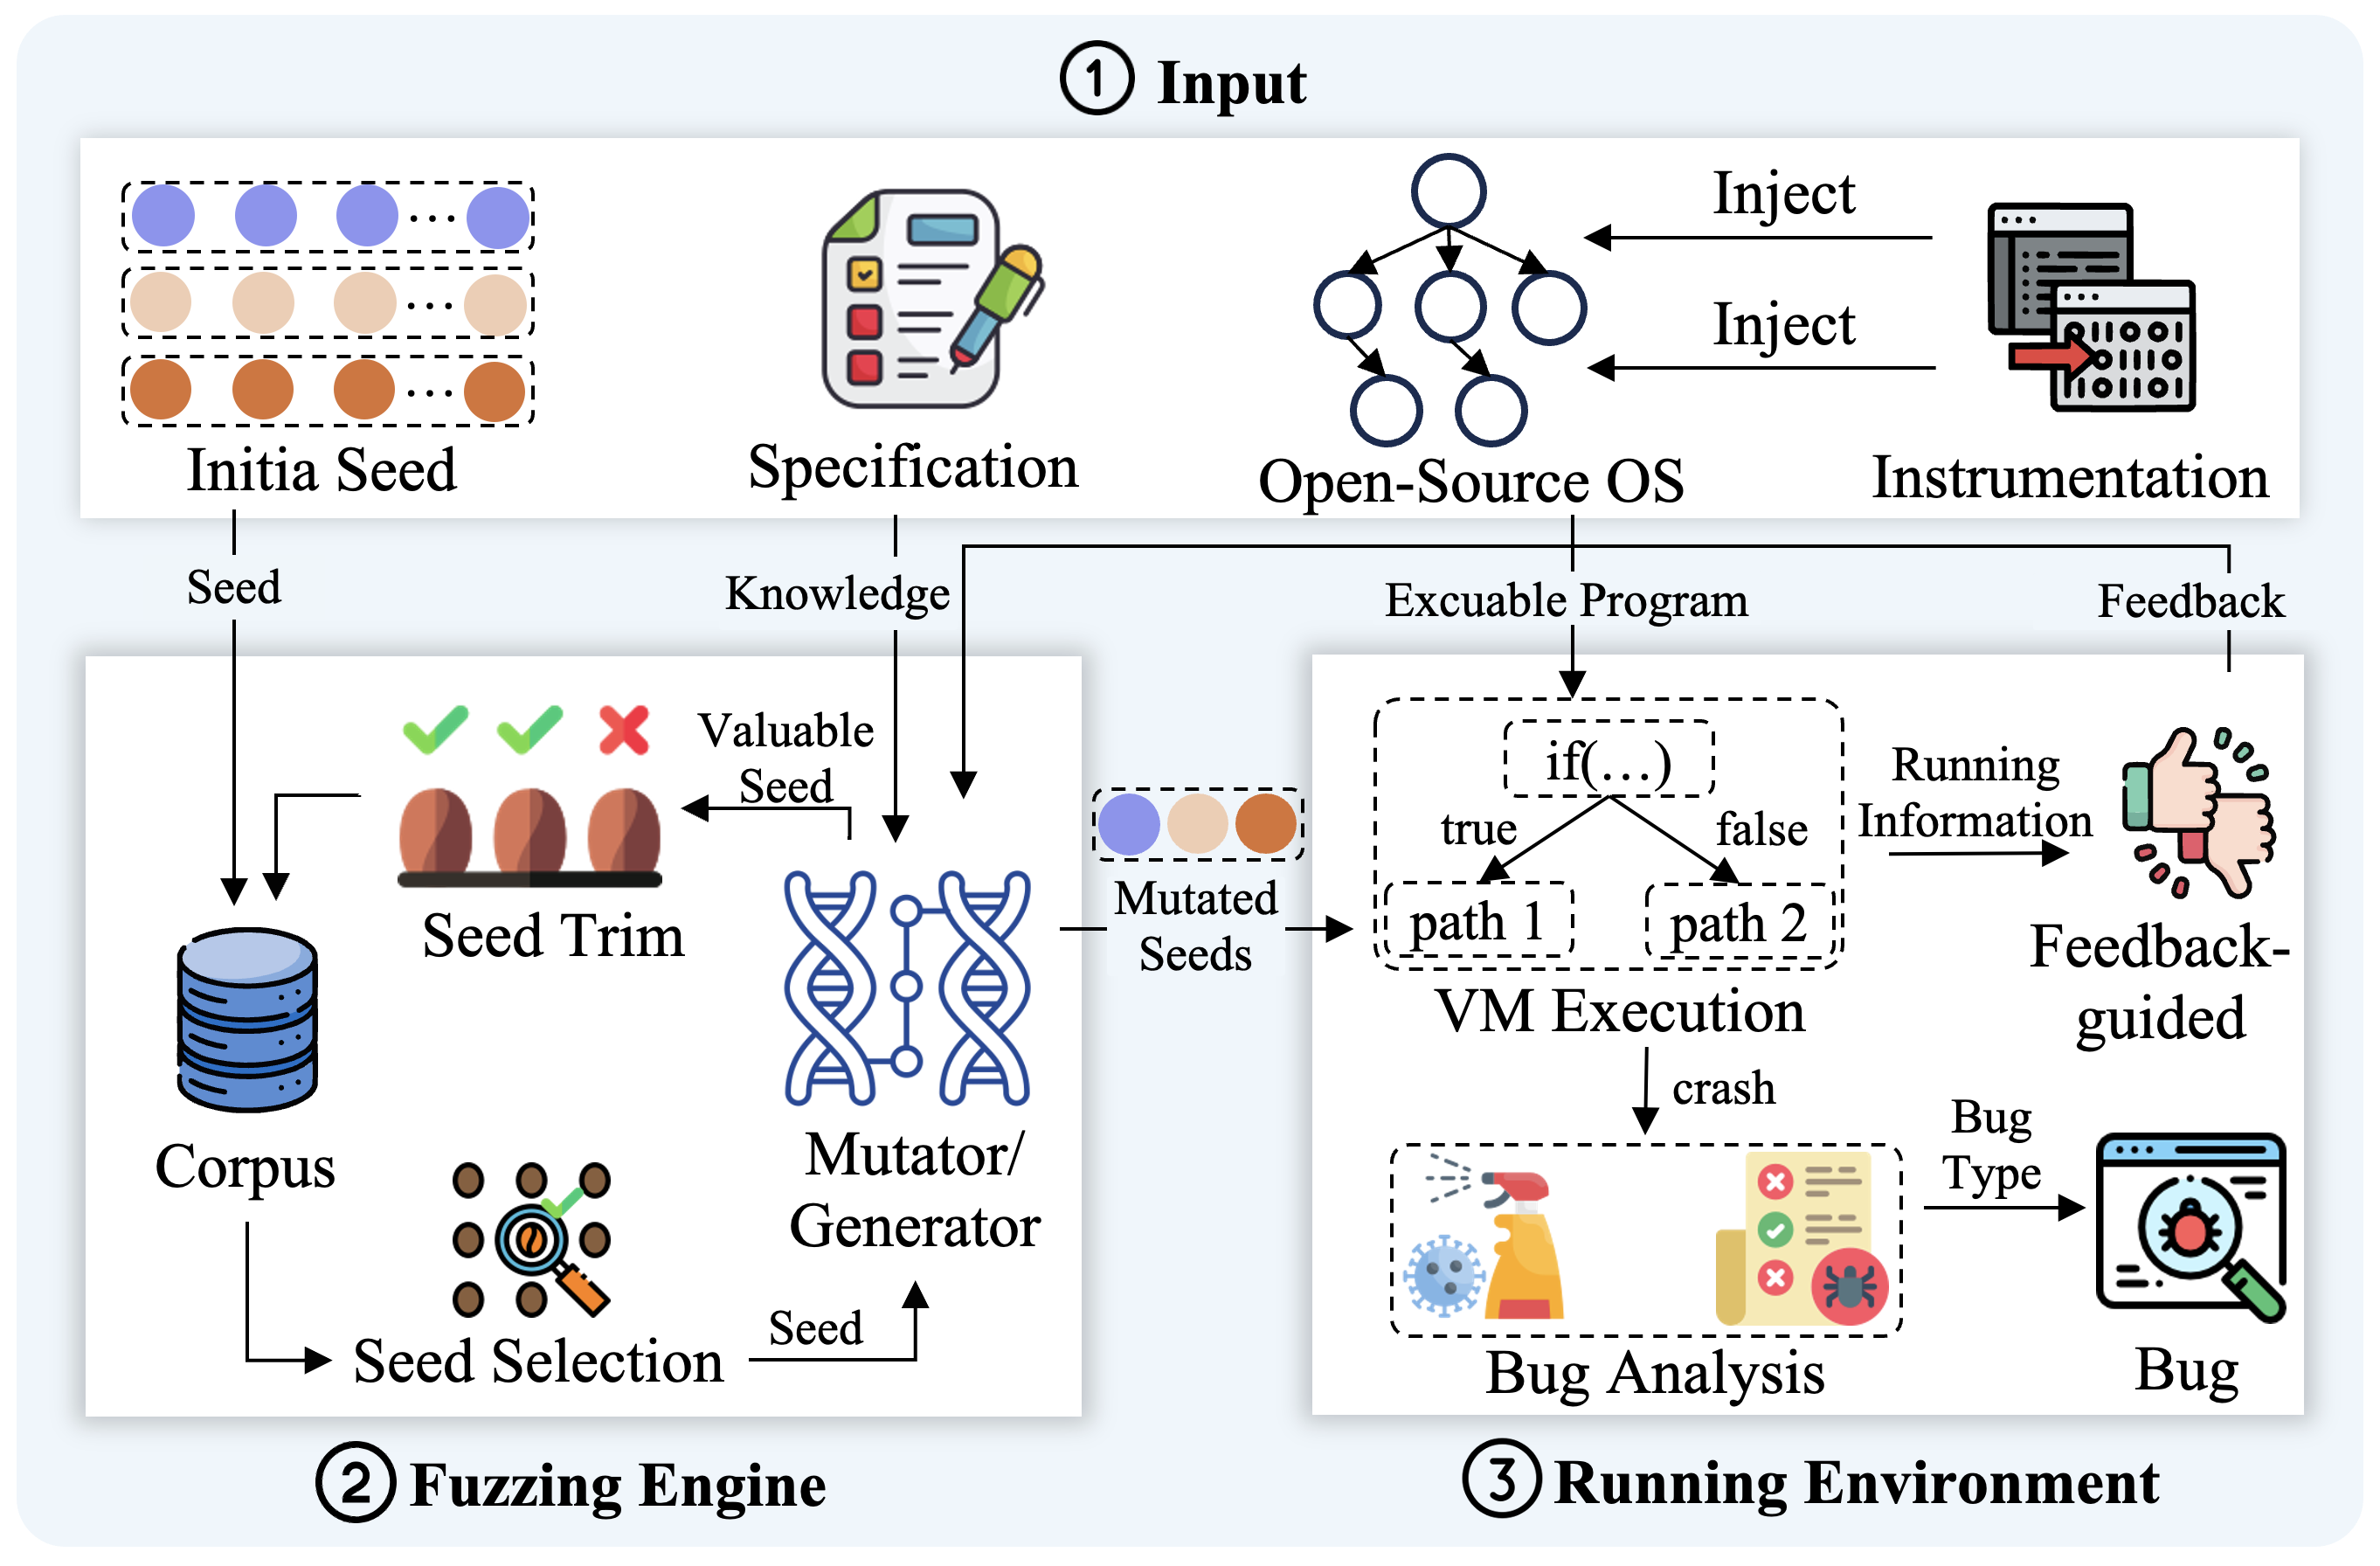 1 Input
Inject
Inject
Initia Seed
Specification
Open-Source OS
Instrumentation
Seed
Knowledge
Excuable Program
Feedback
Valuable
Seed
Seed Trim
Corpus
Mutator/
Generator
Seed Selection
Seed
Mutated
Seeds
if(...)
true
false
path 1
path 2
VM Execution
Running
Information
Feedback-
guided
crash
Bug
Type
Bug Analysis
Bug
2 Fuzzing Engine
3 Running Environment